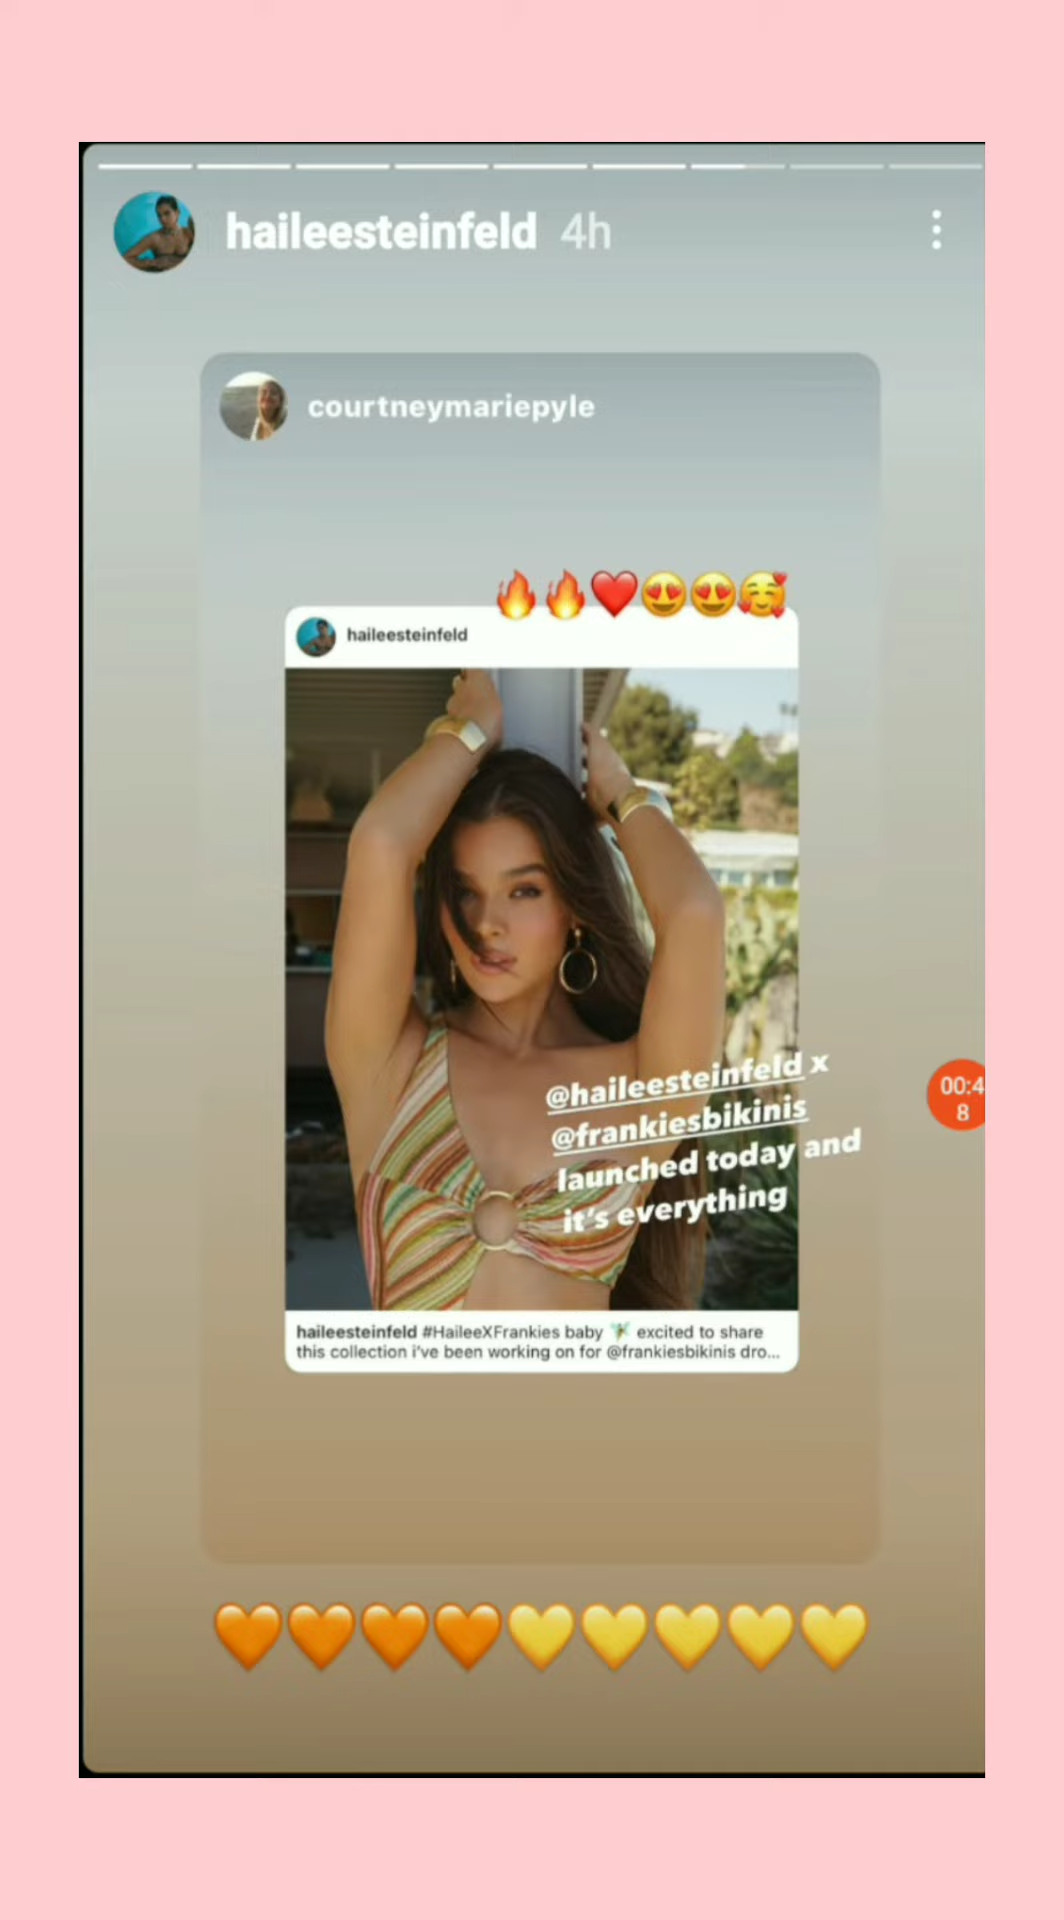 haileesteinfeld 4h
courtneymariepyle
🔥🔥❤️😍😍🥰
haileesteinfeld
@haileesteinfeld x
@frankiesbikinis
launched today and
it's everything
00:4
8
haileesteinfeld #HaileeXFrankies baby 🧚 excited to share
this collection i've been working on for @frankiesbikinis dro...
🧡🧡🧡🧡💛💛💛💛💛